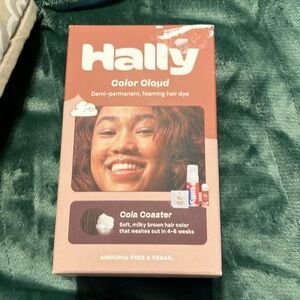 Hally
Color Cloud
Demi-permanent, foaming hair dye
Cola Coaster
Soft, milky brown hair color
that washes out in 4-6 weeks
AMMONIA-FREE & VEGAN